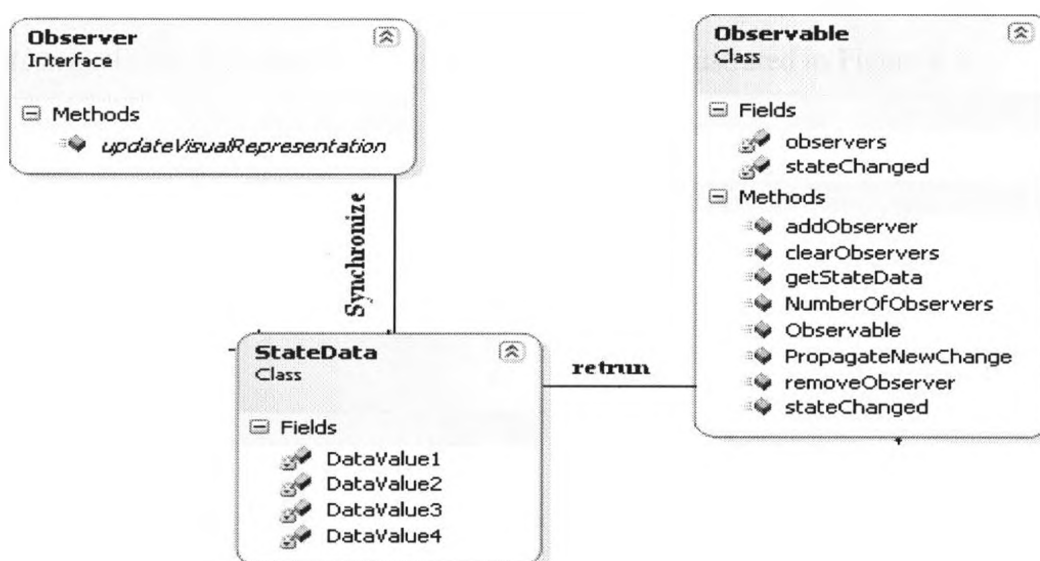 Observer
Interface
Methods
updateVisualRepresentation
Synchronize
StateData
Class
Fields
DataValue1
DataValue2
DataValue3
DataValue4
retrun
Observable
Class
Fields
observers
stateChanged
Methods
addObserver
clearObservers
getStateData
NumberOfObservers
Observable
PropagateNewChange
removeObserver
stateChanged